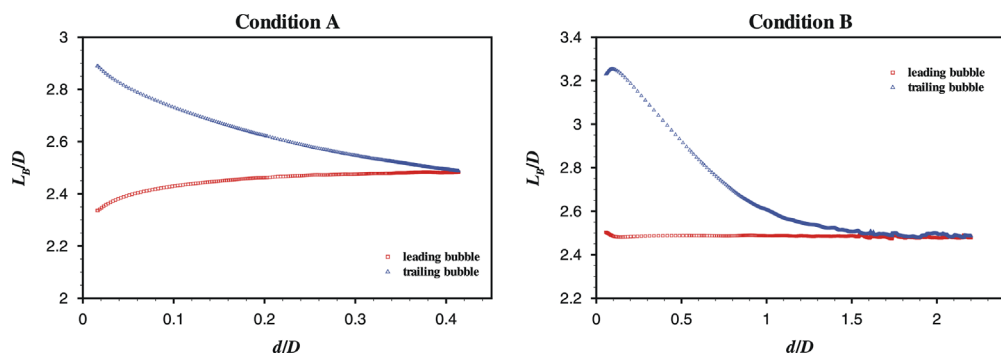 Condition A
3
2.8
2.6
2.4
2.2
2
L_B/D
0
0.1
0.2
0.3
0.4
d/D
leading bubble
trailing bubble
Condition B
3.4
3.2
3
2.8
2.6
2.4
2.2
L_B/D
0
0.5
1
1.5
2
d/D
leading bubble
trailing bubble